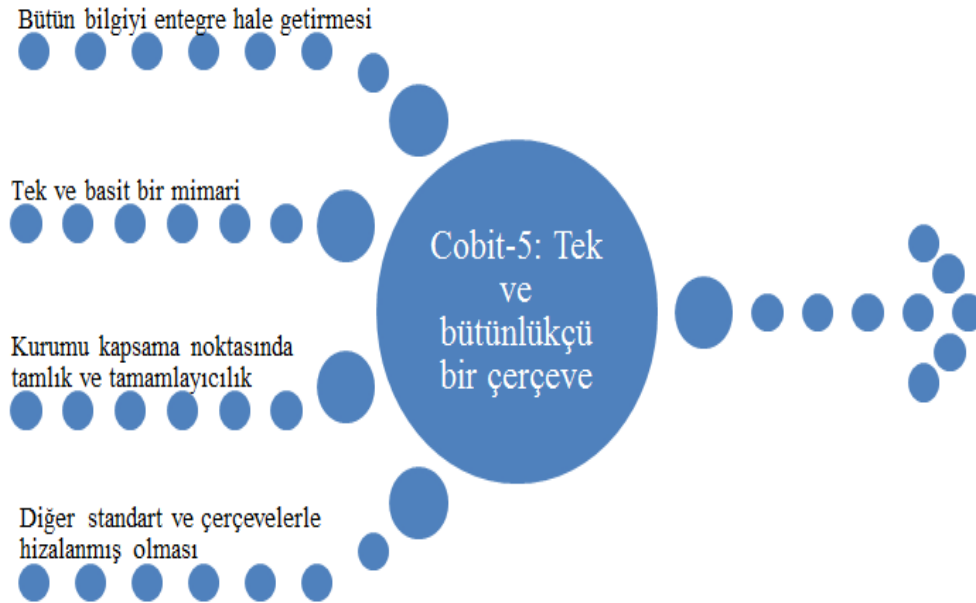 Bütün bilgiyi entegre hale getirmesi
Tek ve basit bir mimari
Kurumu kapsama noktasında
tamlık ve tamamlayıcılık
Diğer standart ve çerçevelerle
hizalanmış olması
Cobit-5: Tek
ve
bütünlükçü
bir çerçeve